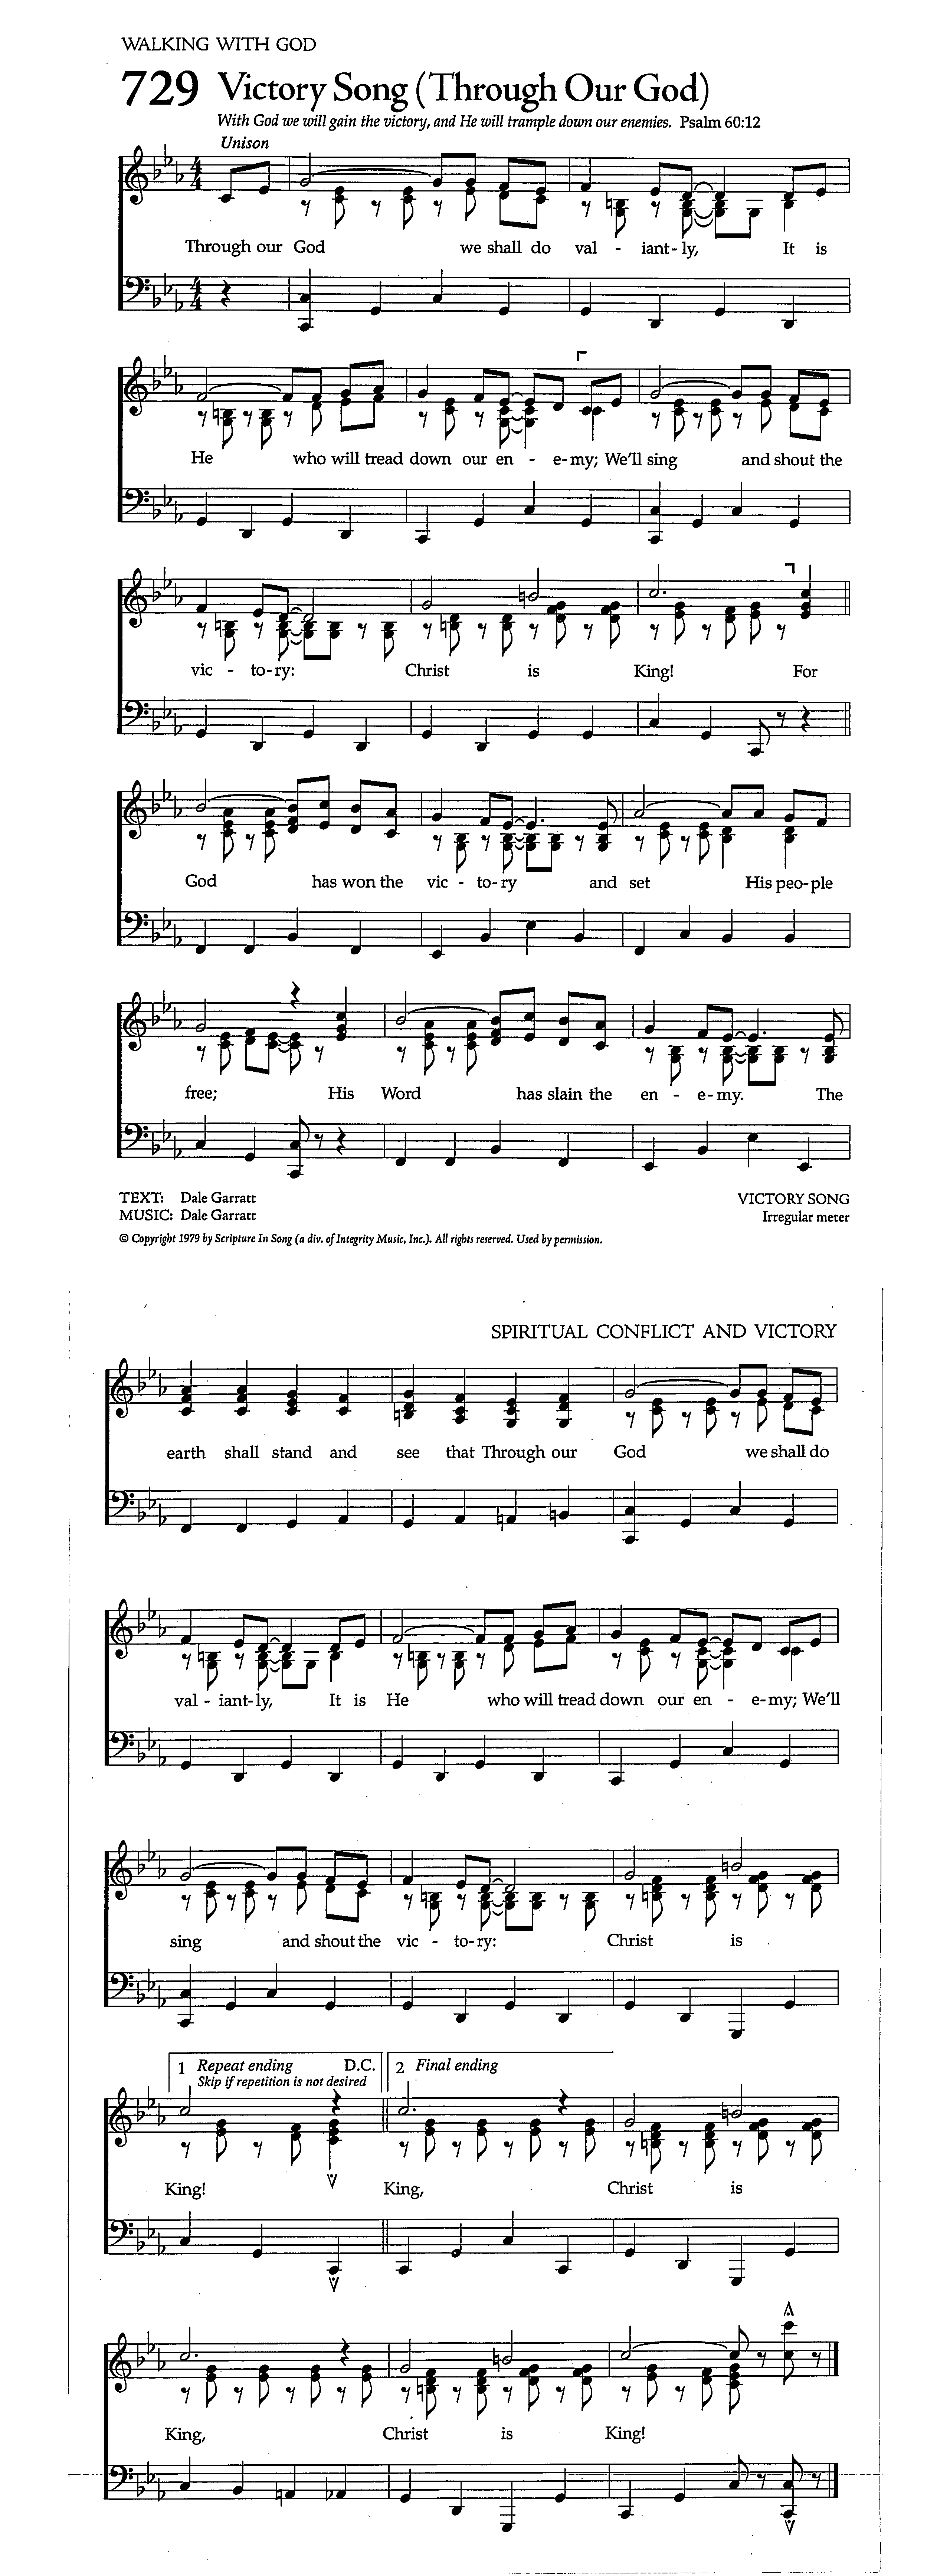 WALKING WITH GOD
729 Victory Song (Through Our God)
With God we will gain the victory, and He will trample down our enemies. Psalm 60:12
Unison
Through our God we shall do val - iant - ly, It is
He who will tread down our en - e - my; We'll sing and shout the
vic - to - ry: Christ is King! For
God has won the vic - to - ry and set His peo - ple
free; His Word has slain the en - e - my. The
TEXT: Dale Garratt VICTORY SONG
MUSIC: Dale Garratt Irregular meter
© Copyright 1979 by Scripture In Song (a div. of Integrity Music, Inc.). All rights reserved. Used by permission.
SPIRITUAL CONFLICT AND VICTORY
earth shall stand and see that Through our God we shall do
val - iant - ly, It is He who will tread down our en - e - my; We'll
sing and shout the vic - to - ry: Christ is
1 Repeat ending D.C. 2 Final ending
Skip if repetition is not desired
King! King, Christ is
King, Christ is King!